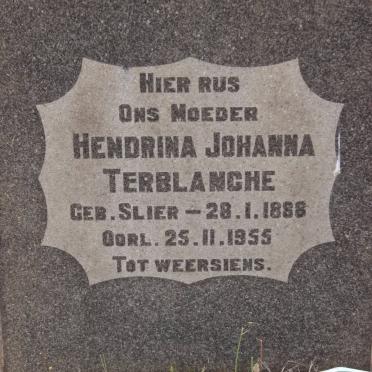 HIER RUS
ONS MOEDER
HENDRINA JOHANNA
TERBLANCHE
GEB. SLIER — 28.1.1888
OORL. 25.11.1955
TOT WEERSIENS.